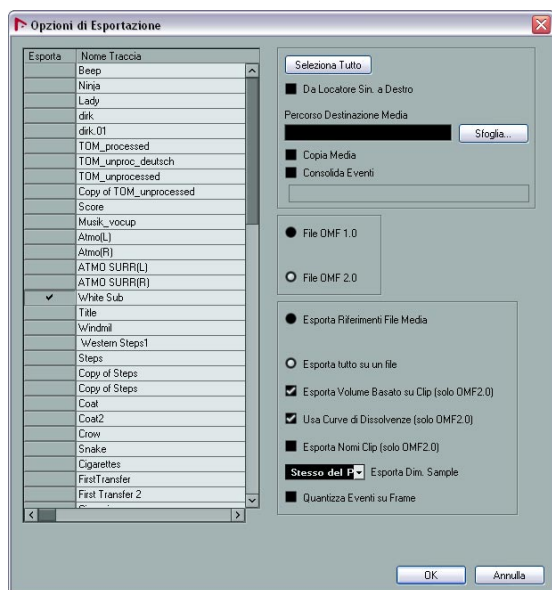 Opzioni di Esportazione
Esporta Nome Traccia
Beep
Ninja
Lady
dirk
dirk.01
TOM_processed
TOM_unproc_deutsch
TOM_unprocessed
Copy of TOM_unprocessed
Score
Musik_vocup
Atmo(L)
Atmo(R)
ATMO SURR(L)
ATMO SURR(R)
White Sub
Title
Windmil
Western Steps1
Steps
Copy of Steps
Copy of Steps
Coat
Coat2
Crow
Snake
Cigarettes
FirstTransfer
First Transfer 2
Seleziona Tutto
Da Locatore Sin. a Destro
Percorso Destinazione Media
Sfoglia...
Copia Media
Consolida Eventi
File OMF 1.0
File OMF 2.0
Esporta Riferimenti File Media
Esporta tutto su un file
Esporta Volume Basato su Clip (solo OMF2.0)
Usa Curve di Dissolvenze (solo OMF2.0)
Esporta Nomi Clip (solo OMF2.0)
Stesso del P Esporta Dim. Sample
Quantizza Eventi su Frame
OK
Annulla